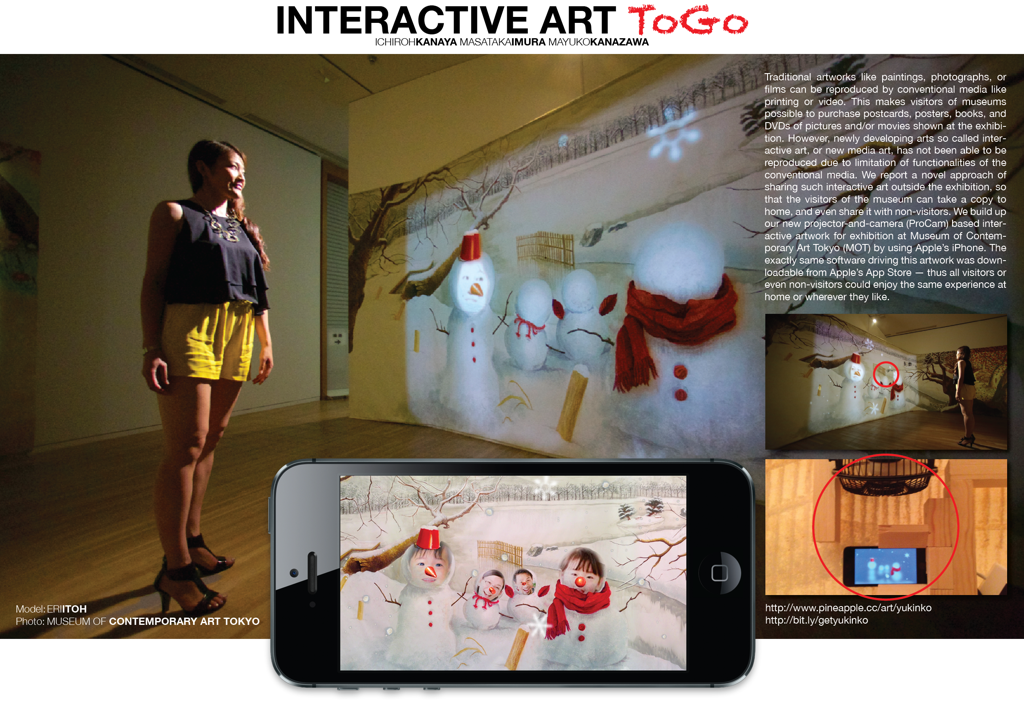 INTERACTIVE ART ToGo
ICHIROHKANAYA MASATAKAIMURA MAYUKOKANAZAWA
Traditional artworks like paintings, photographs, or
films can be reproduced by conventional media like
printing or video. This makes visitors of museums
possible to purchase postcards, posters, books, and
DVDs of pictures and/or movies shown at the exhibi-
tion. However, newly developing arts so called inter-
active art, or new media art, has not been able to be
reproduced due to limitation of functionalities of the
conventional media. We report a novel approach of
sharing such interactive art outside the exhibition, so
that the visitors of the museum can take a copy to
home, and even share it with non-visitors. We build up
our new projector-and-camera (ProCam) based inter-
active artwork for exhibition at Museum of Contem-
porary Art Tokyo (MOT) by using Apple's iPhone. The
exactly same software driving this artwork was down-
loadable from Apple's App Store — thus all visitors or
even non-visitors could enjoy the same experience at
home or wherever they like.
Model: ERIITOH
Photo: MUSEUM OF CONTEMPORARY ART TOKYO
http://www.pineapple.cc/art/yukinko
http://bit.ly/getyukinko